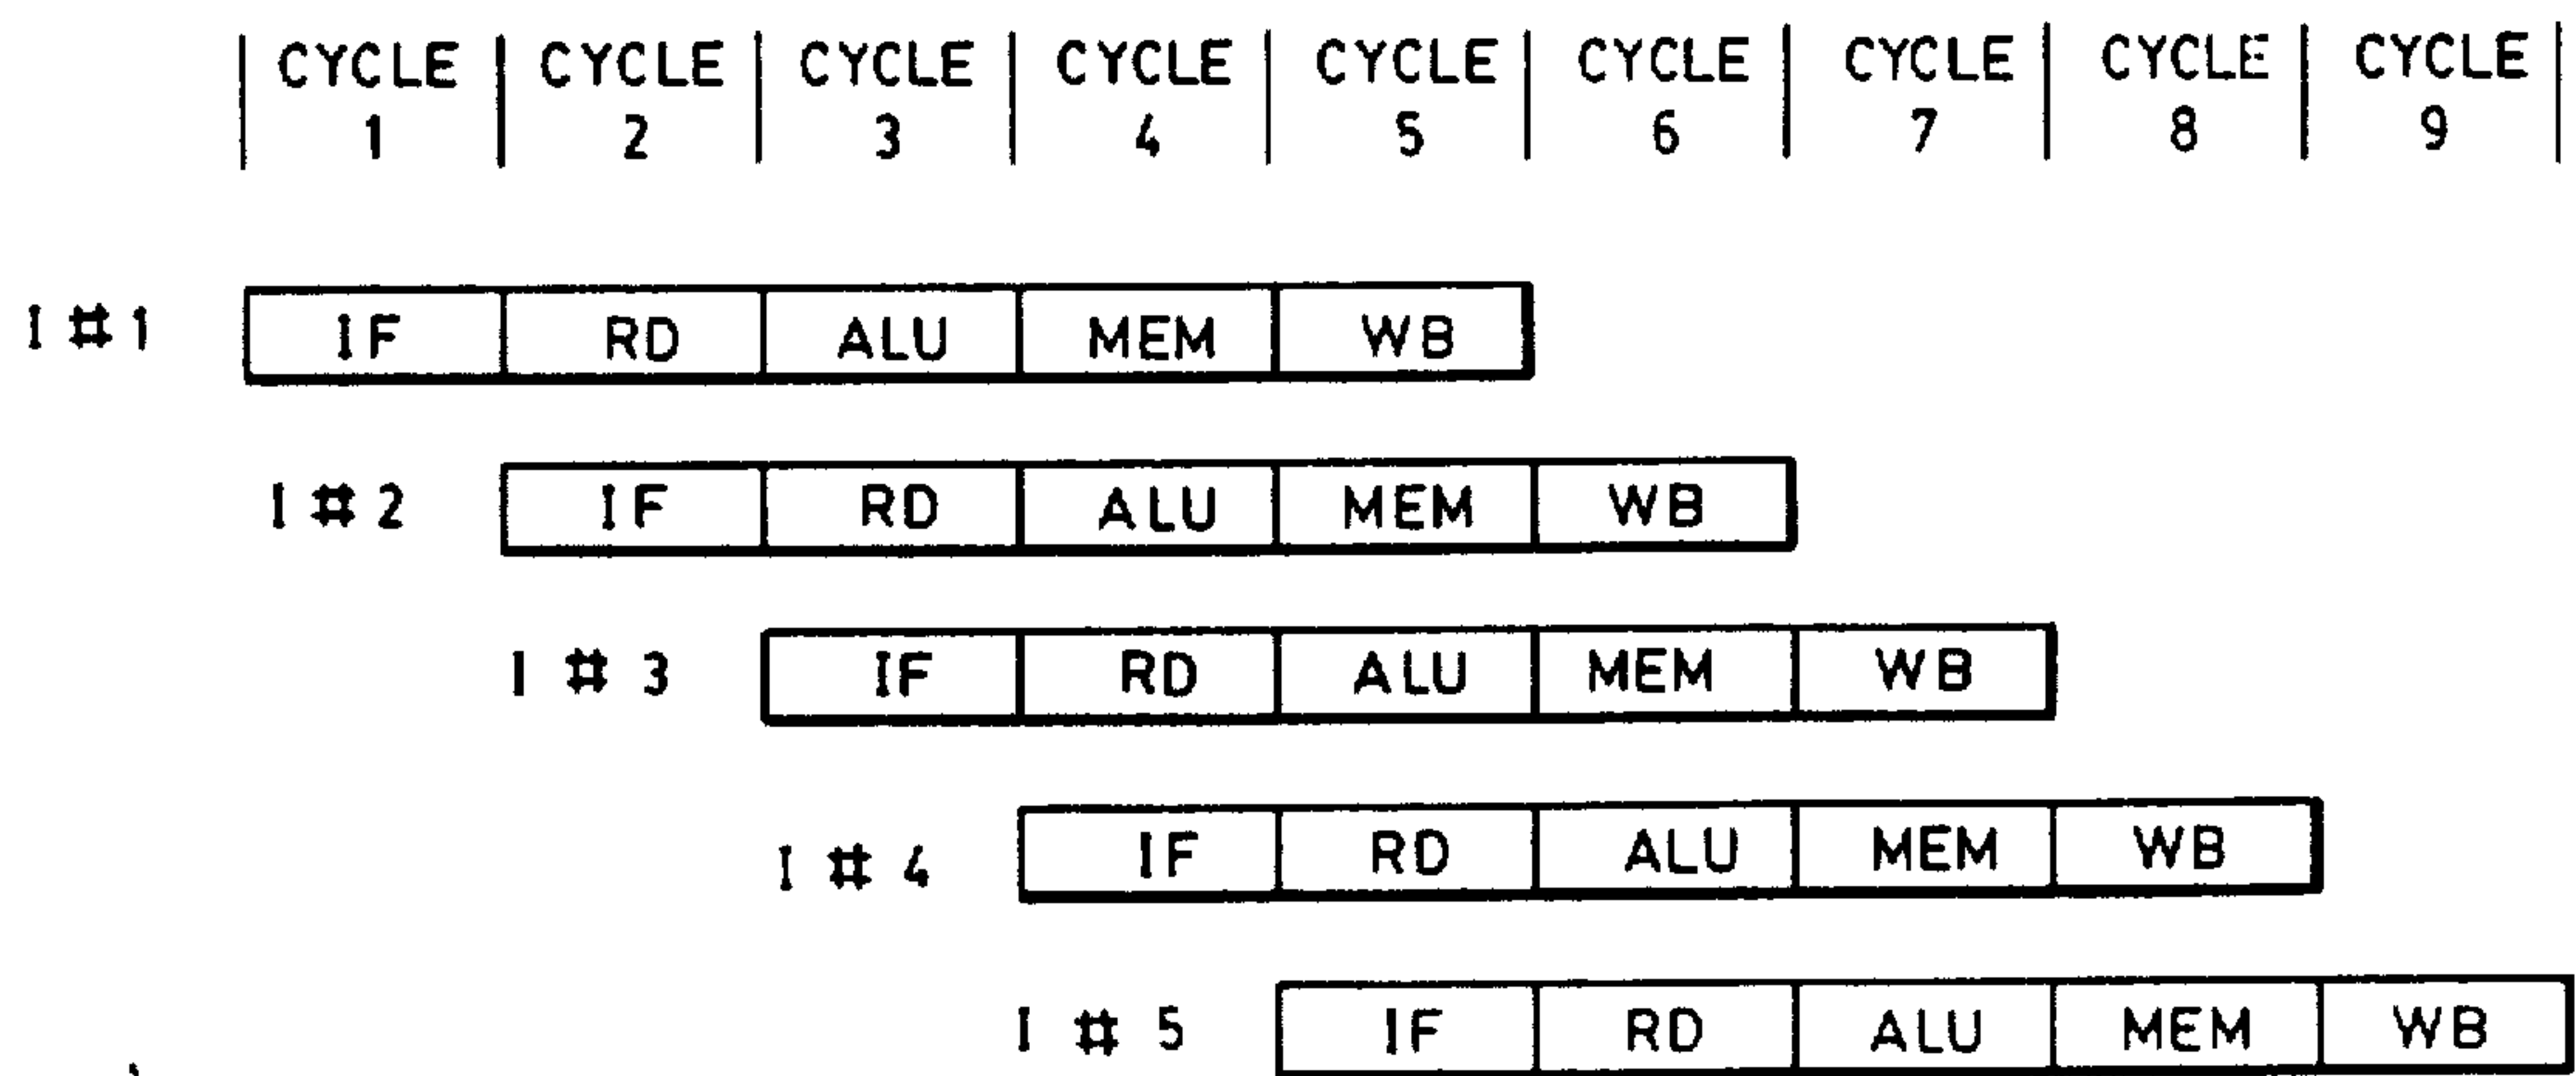 CYCLE CYCLE CYCLE CYCLE CYCLE CYCLE CYCLE CYCLE CYCLE
1 2 3 4 5 6 7 8 9
I #1 IF RD ALU MEM WB
I #2 IF RD ALU MEM WB
I # 3 IF RD ALU MEM WB
I # 4 IF RD ALU MEM WB
I # 5 IF RD ALU MEM WB